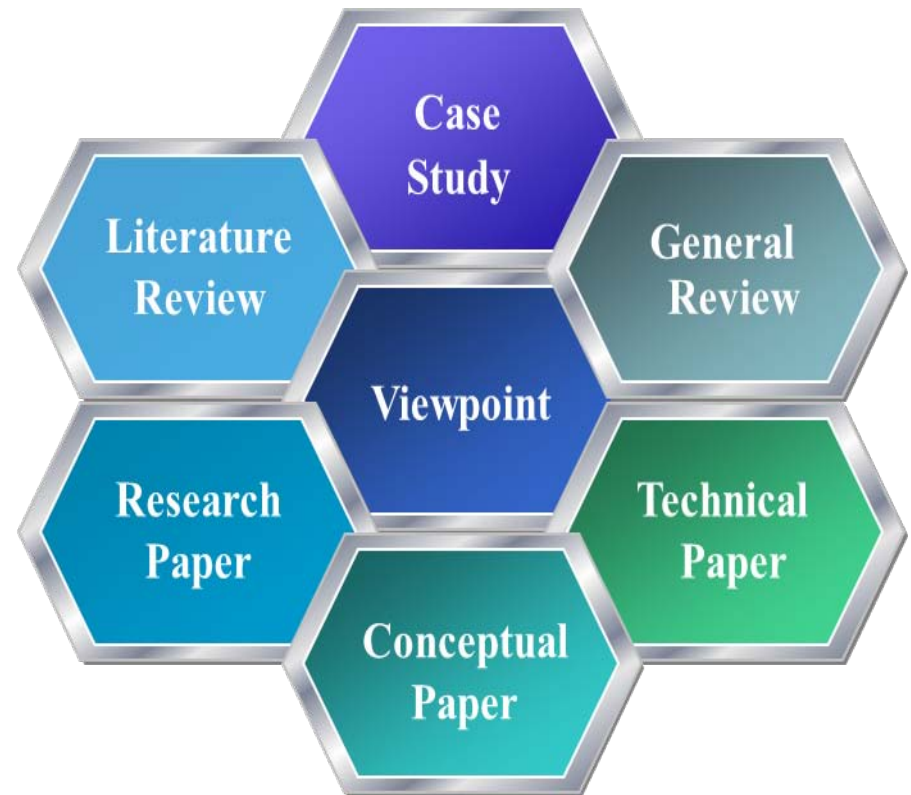 Case
Study
Literature
Review
General
Review
Viewpoint
Research
Paper
Technical
Paper
Conceptual
Paper